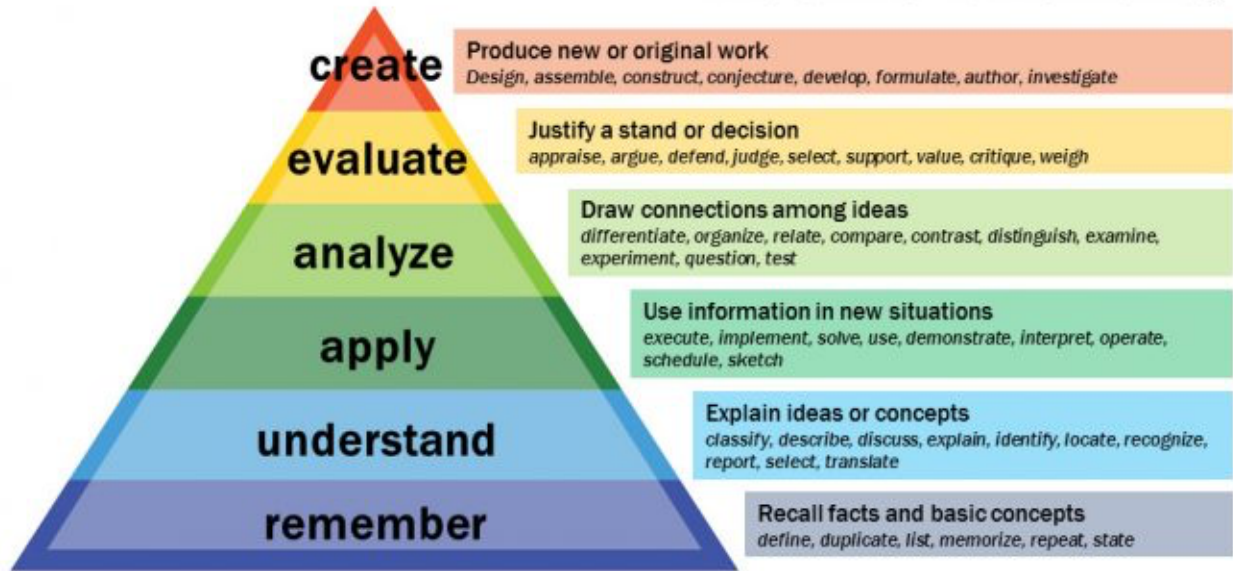 create
Produce new or original work
Design, assemble, construct, conjecture, develop, formulate, author, investigate
evaluate
Justify a stand or decision
appraise, argue, defend, judge, select, support, value, critique, weigh
analyze
Draw connections among ideas
differentiate, organize, relate, compare, contrast, distinguish, examine,
experiment, question, test
apply
Use information in new situations
execute, implement, solve, use, demonstrate, interpret, operate,
schedule, sketch
understand
Explain ideas or concepts
classify, describe, discuss, explain, identify, locate, recognize,
report, select, translate
remember
Recall facts and basic concepts
define, duplicate, list, memorize, repeat, state